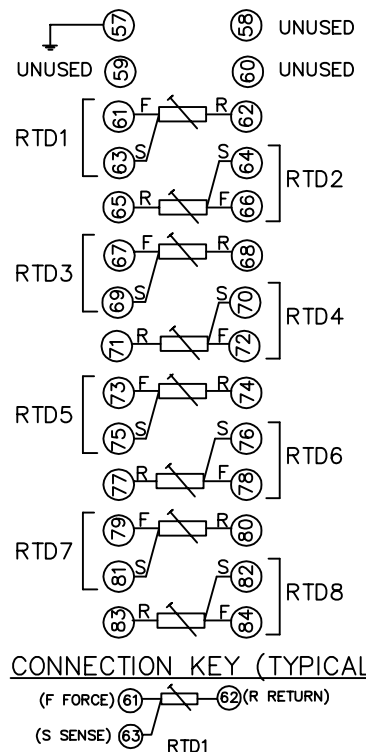 57 58 UNUSED
UNUSED 59 60 UNUSED
61 F R 62
RTD1
63 S S 64
RTD2
65 R F 66
67 F R 68
RTD3
69 S S 70
RTD4
71 R F 72
73 F R 74
RTD5
75 S S 76
RTD6
77 R F 78
79 F R 80
RTD7
81 S S 82
RTD8
83 R F 84
CONNECTION KEY (TYPICAL
(F FORCE) 61 62 (R RETURN)
(S SENSE) 63 RTD1